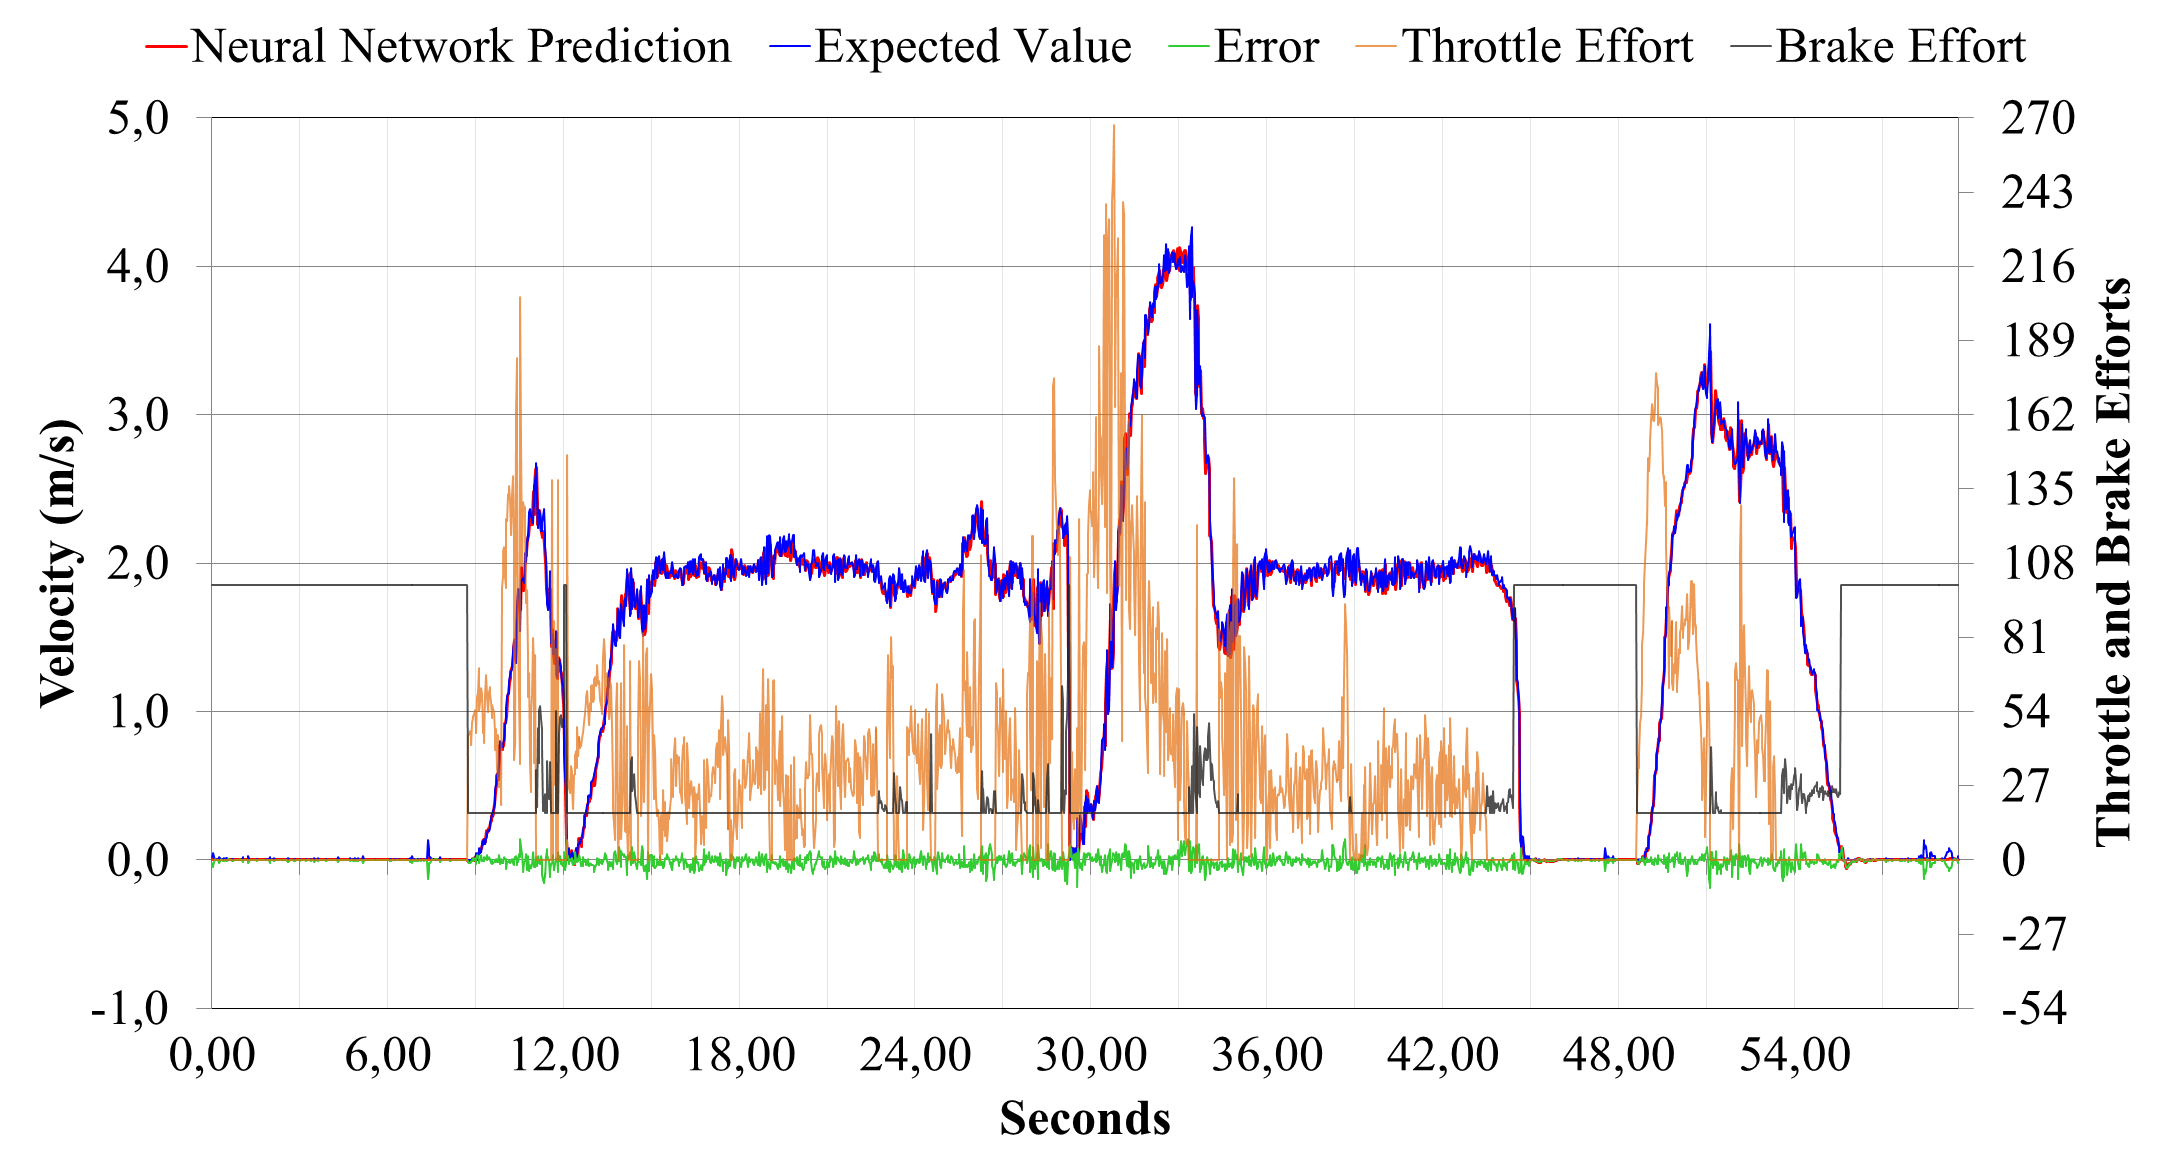 Neural Network Prediction Expected Value Error Throttle Effort Brake Effort
5,0 270
243
4,0 216
189
3,0 162
135
2,0 108
81
1,0 54
27
0,0 0
-27
-1,0 -54
0,00 6,00 12,00 18,00 24,00 30,00 36,00 42,00 48,00 54,00
Seconds
Velocity (m/s)
Throttle and Brake Efforts